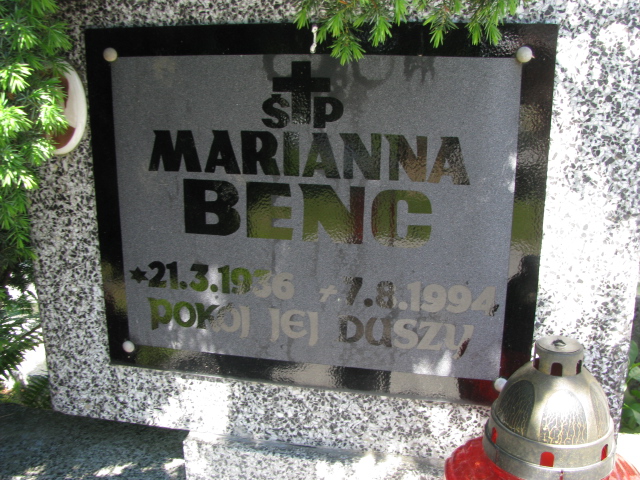 ŚP
MARIANNA
BENC
*21.3.1936 +7.8.1994
POKÓJ JEJ DUSZY